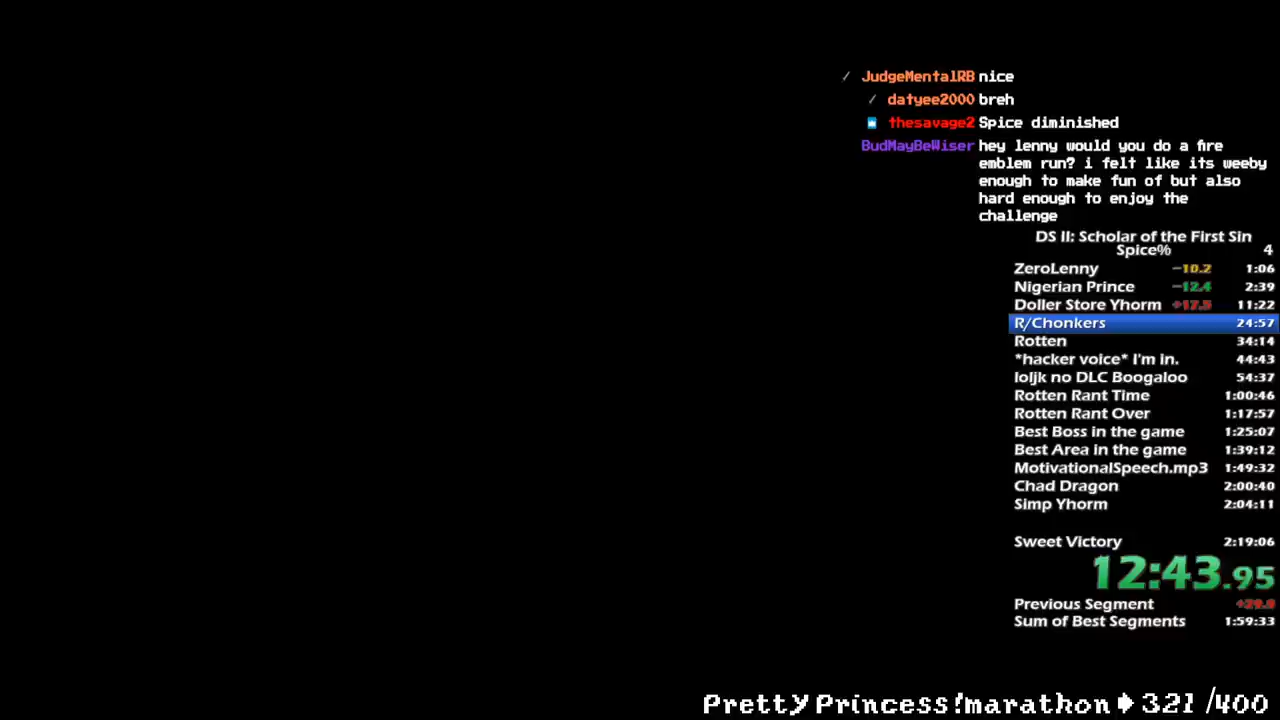 JudgeMentalRB nice
datyee2000 breh
thesavage2 Spice diminished
BudMayBeWiser hey lenny would you do a fire
emblem run? i felt like its weeby
enough to make fun of but also
hard enough to enjoy the
challenge
DS II: Scholar of the First Sin
Spice% 4
ZeroLenny -10.2 1:06
Nigerian Prince -12.4 2:39
Doller Store Yhorm +17.5 11:22
R/Chonkers 24:57
Rotten 34:14
*hacker voice* I'm in. 44:43
loljk no DLC Boogaloo 54:37
Rotten Rant Time 1:00:46
Rotten Rant Over 1:17:57
Best Boss in the game 1:25:07
Best Area in the game 1:39:12
MotivationalSpeech.mp3 1:49:32
Chad Dragon 2:00:40
Simp Yhorm 2:04:11
Sweet Victory 2:19:06
12:43.95
Previous Segment +29.8
Sum of Best Segments 1:59:33
Pretty Princess !marathon 321 /400